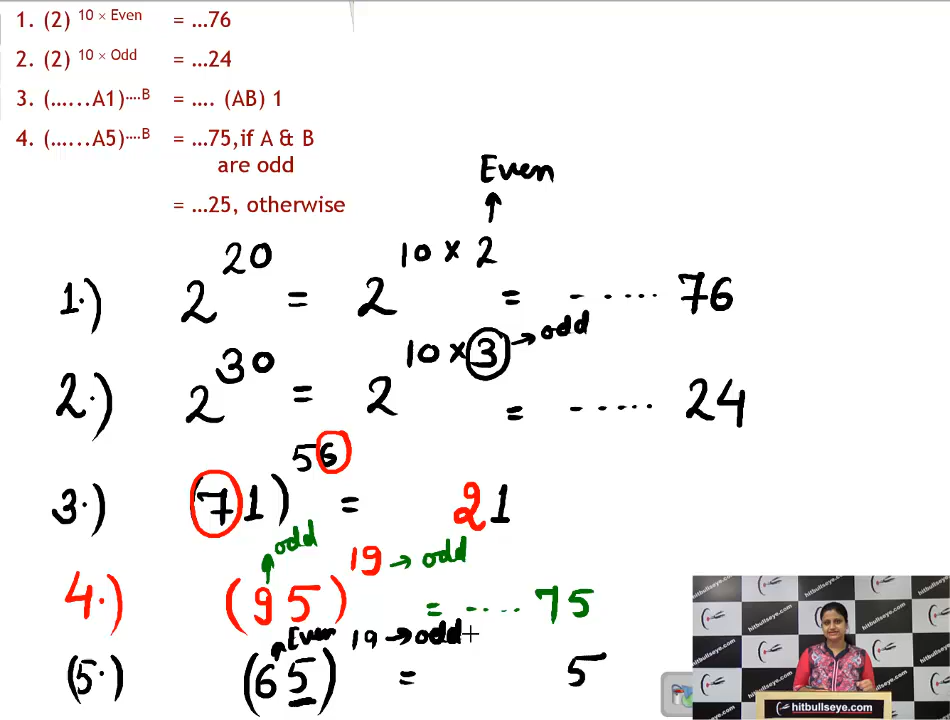 1. (2) 10 × Even = ...76
2. (2) 10 × Odd = ...24
3. (......A1)....B = .... (AB) 1
4. (......A5)....B = ...75,if A & B
are odd
= ...25, otherwise
Even
1.) 2 20 = 2 10 × 2 = ...... 76
2.) 2 30 = 2 10 × 3 → odd = ...... 24
3.) (71) 56 = 21
odd
4.) (95) 19 → odd = .... 75
Even 19 → odd
(5.) (65) = 5
hitbullseye.com